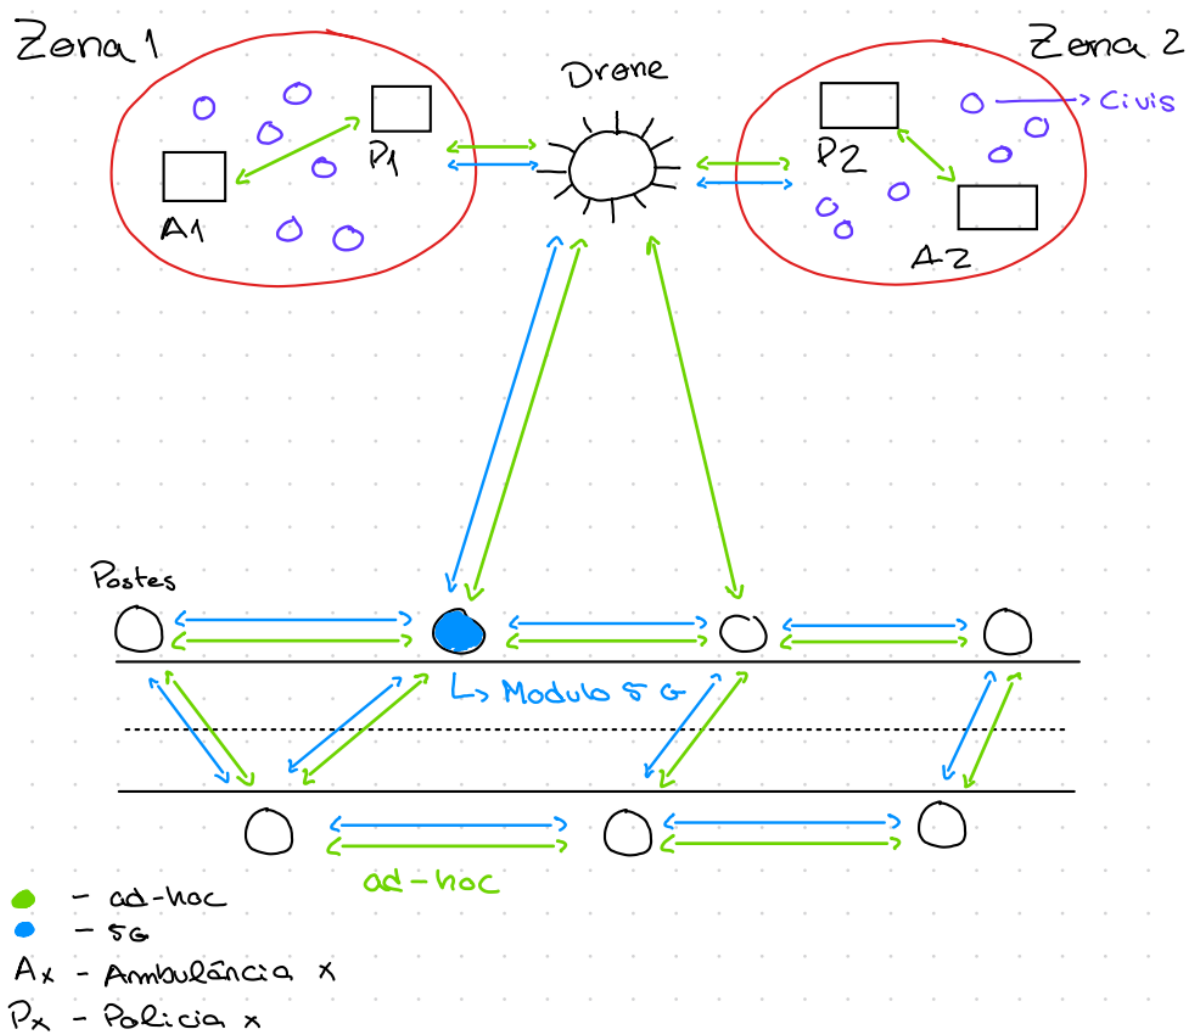 Zona 1
Zona 2
Drone
Civis
P1
A1
P2
A2
Postes
↳ Modulo 5G
ad-hoc
- ad-hoc
- 5G
Ax - Ambulância x
Px - Policia x